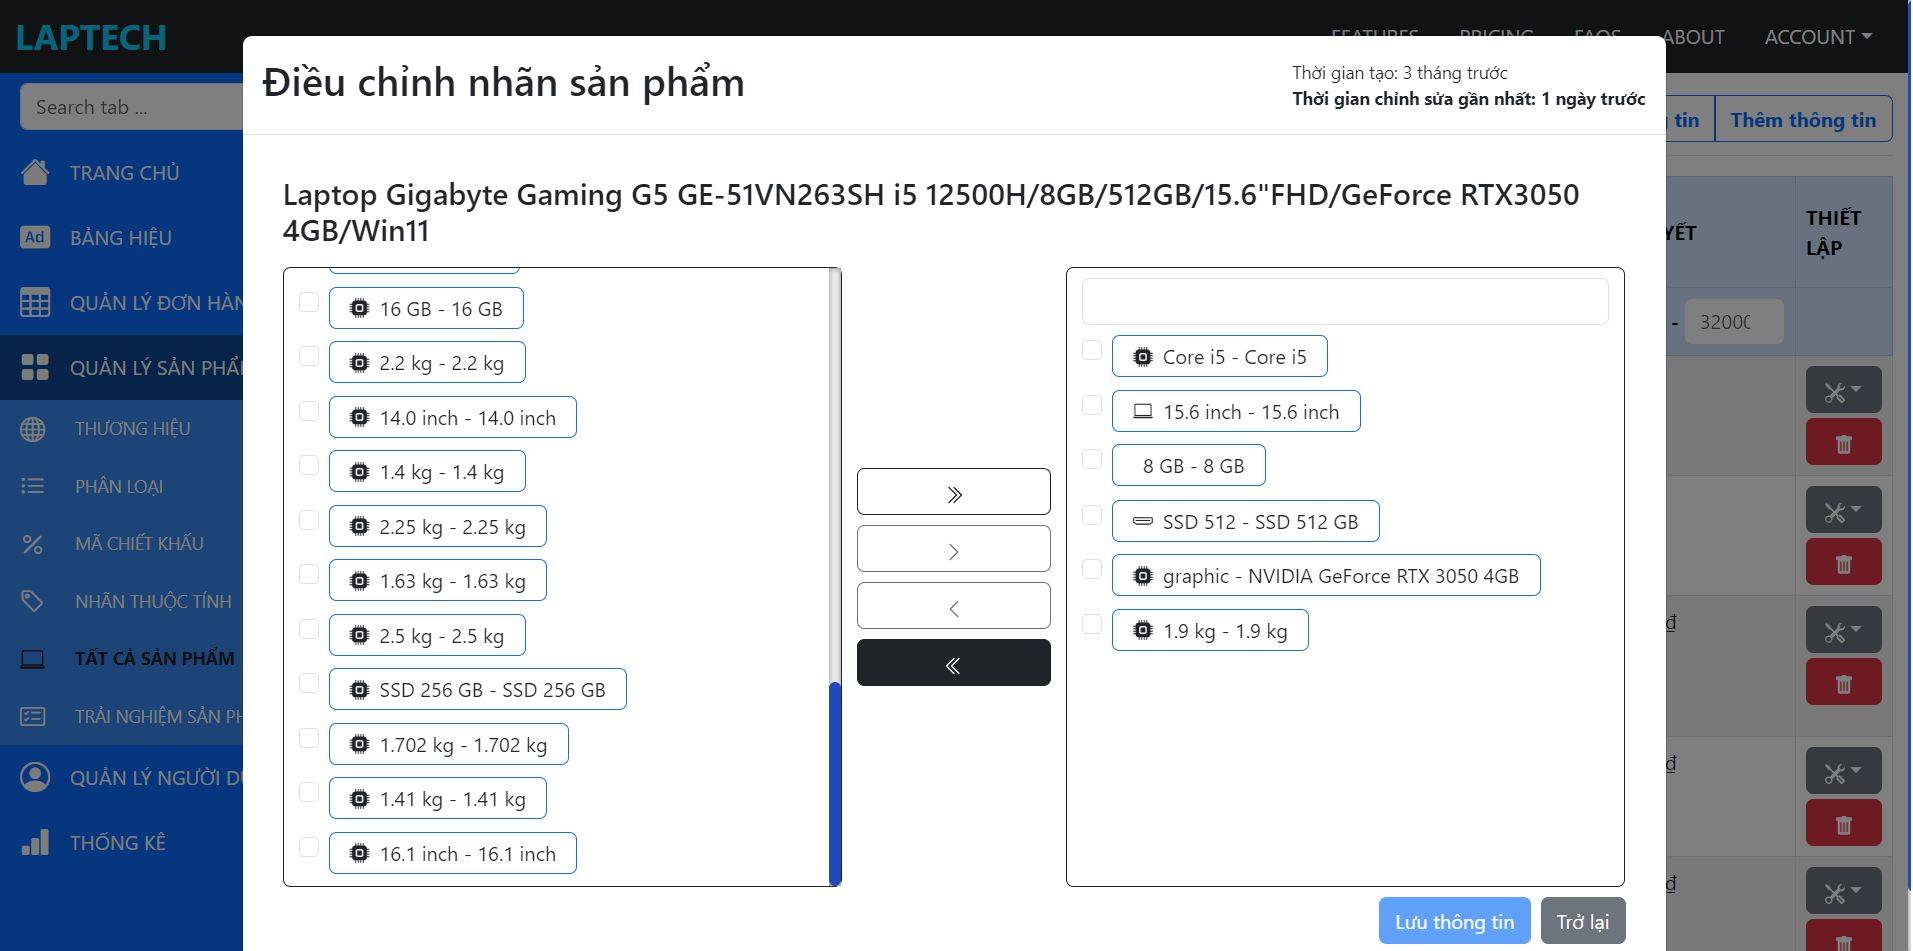 LAPTECH
FEATURES PRICING FAQS ABOUT ACCOUNT
Search tab ...
TRANG CHỦ
Ad
BẢNG HIỆU
QUẢN LÝ ĐƠN HÀN
QUẢN LÝ SẢN PHẨ
THƯƠNG HIỆU
PHÂN LOẠI
MÃ CHIẾT KHẤU
NHÃN THUỘC TÍNH
TẤT CẢ SẢN PHẨM
TRẢI NGHIỆM SẢN PH
QUẢN LÝ NGƯỜI DÙ
THỐNG KÊ
Điều chỉnh nhãn sản phẩm
Thời gian tạo: 3 tháng trước
Thời gian chỉnh sửa gần nhất: 1 ngày trước
Laptop Gigabyte Gaming G5 GE-51VN263SH i5 12500H/8GB/512GB/15.6"FHD/GeForce RTX3050
4GB/Win11
16 GB - 16 GB
2.2 kg - 2.2 kg
14.0 inch - 14.0 inch
1.4 kg - 1.4 kg
2.25 kg - 2.25 kg
1.63 kg - 1.63 kg
2.5 kg - 2.5 kg
SSD 256 GB - SSD 256 GB
1.702 kg - 1.702 kg
1.41 kg - 1.41 kg
16.1 inch - 16.1 inch
Core i5 - Core i5
15.6 inch - 15.6 inch
8 GB - 8 GB
SSD 512 - SSD 512 GB
graphic - NVIDIA GeForce RTX 3050 4GB
1.9 kg - 1.9 kg
Lưu thông tin
Trở lại
tin
Thêm thông tin
YẾT
THIẾT
LẬP
- 3200
đ
đ
đ